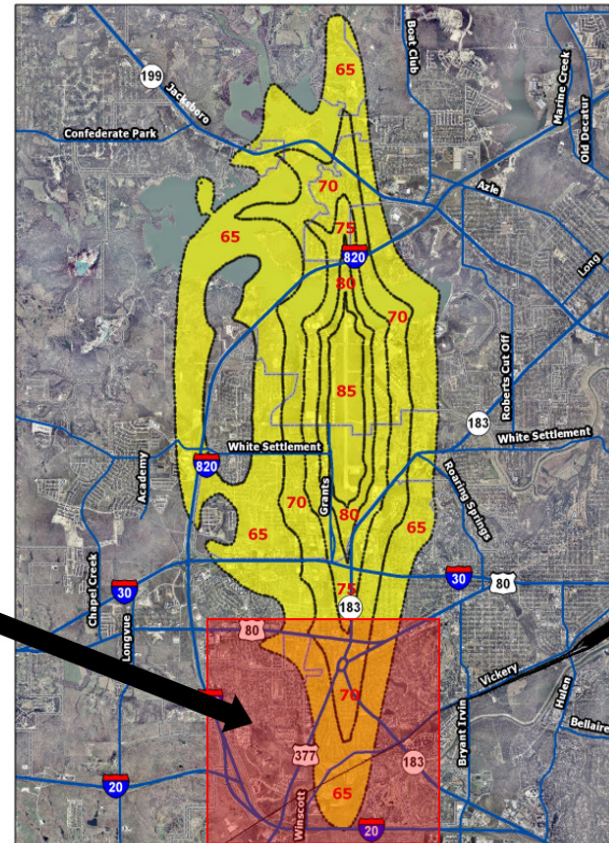 65
Boat Club
199
Jacksboro
Marine Creek
Old Decatur
Confederate Park
70
Azle
65
75
820
80
Long
70
Roberts Cut Off
85
183
White Settlement
White Settlement
820
Academy
Grants
Roaring Springs
70
80
65
65
Chapel Creek
75
30
30
80
183
Longvue
80
Vickery
Hulen
70
Bryant Irvin
Bellaire
377
183
20
65
Winscott
20